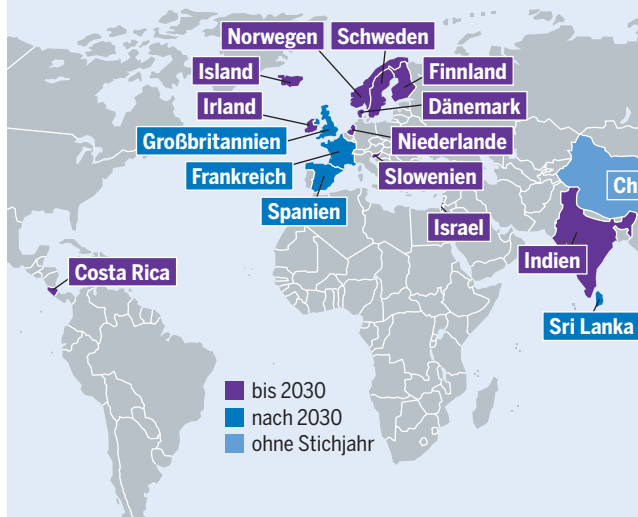 Norwegen
Schweden
Island
Finnland
Irland
Dänemark
Großbritannien
Niederlande
Frankreich
Slowenien
Ch
Spanien
Israel
Indien
Costa Rica
Sri Lanka
bis 2030
nach 2030
ohne Stichjahr